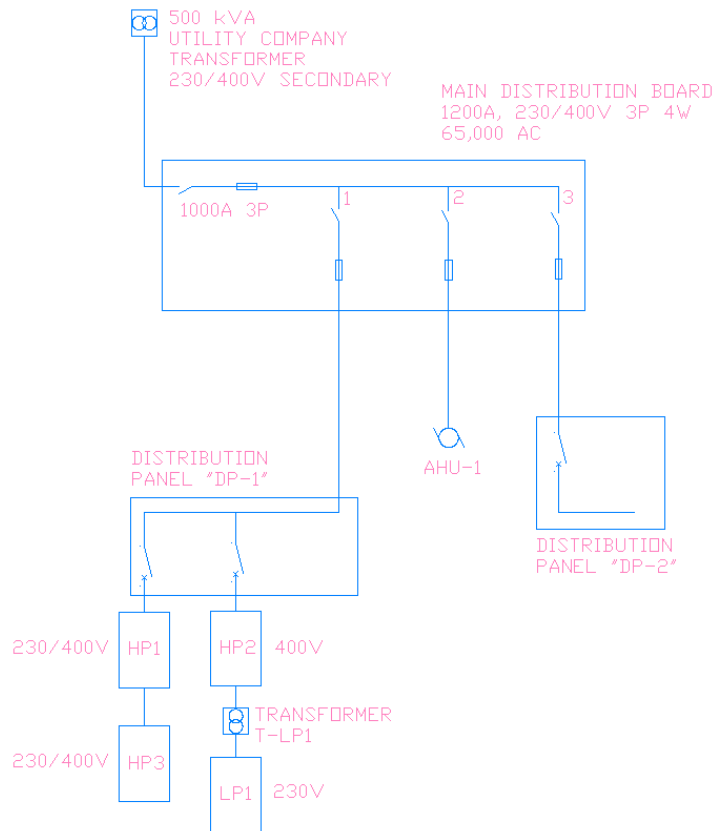 500 kVA
UTILITY COMPANY
TRANSFORMER
230/400V SECONDARY
MAIN DISTRIBUTION BOARD
1200A, 230/400V 3P 4W
65,000 AC
1000A 3P
1
2
3
DISTRIBUTION
PANEL "DP-1"
AHU-1
DISTRIBUTION
PANEL "DP-2"
230/400V
HP1
HP2
400V
TRANSFORMER
T-LP1
230/400V
HP3
LP1
230V